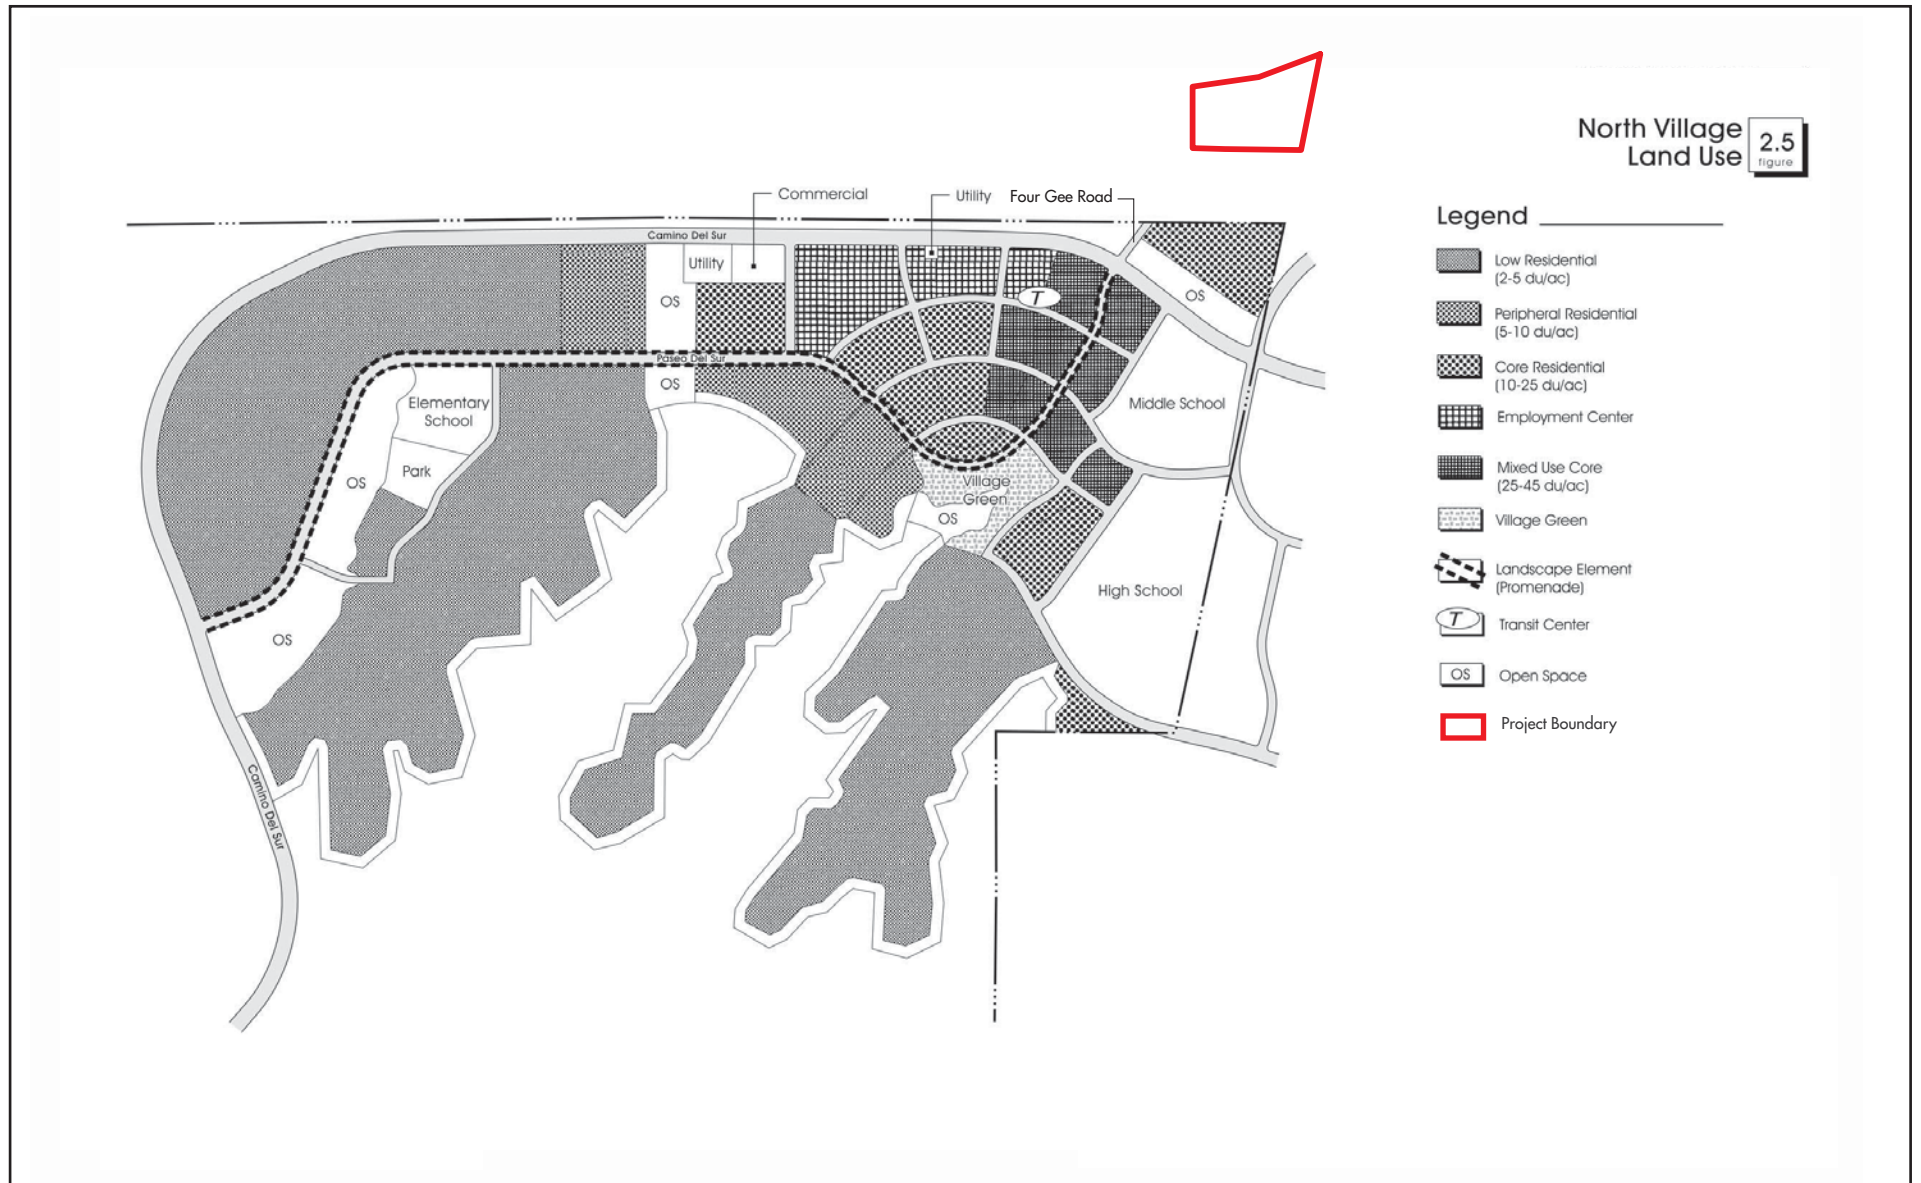 North Village
Land Use
2.5
figure
Commercial
Utility
Four Gee Road
Camino Del Sur
Utility
OS
OS
T
Paseo Del Sur
OS
Elementary
School
Middle School
Park
OS
Village
Green
OS
High School
OS
Camino Del Sur
Legend
Low Residential
(2-5 du/ac)
Peripheral Residential
(5-10 du/ac)
Core Residential
(10-25 du/ac)
Employment Center
Mixed Use Core
(25-45 du/ac)
Village Green
Landscape Element
(Promenade)
T
Transit Center
OS
Open Space
Project Boundary